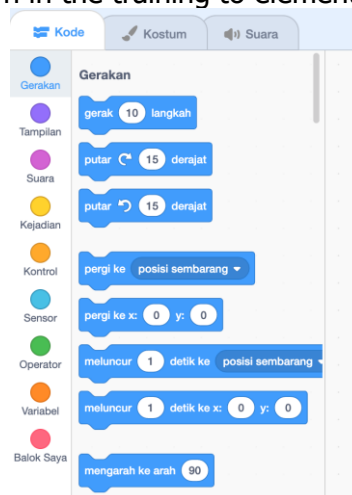 n in the training to element
Kode Kostum Suara
Gerakan
Tampilan
Suara
Kejadian
Kontrol
Sensor
Operator
Variabel
Balok Saya
Gerakan
gerak 10 langkah
putar 15 derajat
putar 15 derajat
pergi ke posisi sembarang
pergi ke x: 0 y: 0
meluncur 1 detik ke posisi sembarang
meluncur 1 detik ke x: 0 y: 0
mengarah ke arah 90